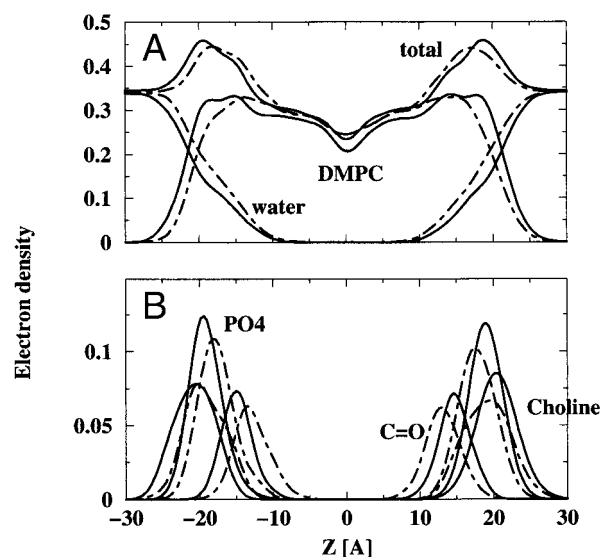 A
0.5
0.4
0.3
0.2
0.1
0
total
DMPC
water
Electron density
B
0.1
0.05
0
PO4
C=O
Choline
−30 −20 −10 0 10 20 30
Z [A]